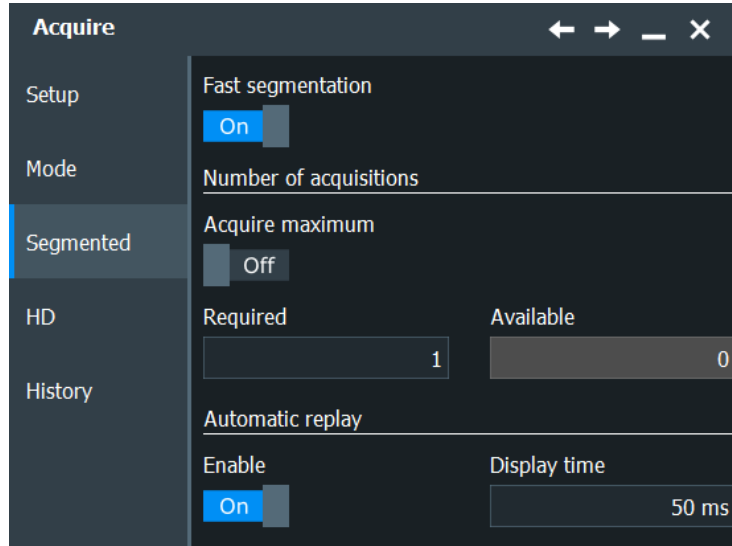 Acquire
Setup
Mode
Segmented
HD
History
Fast segmentation
On
Number of acquisitions
Acquire maximum
Off
Required Available
1 0
Automatic replay
Enable Display time
On 50 ms